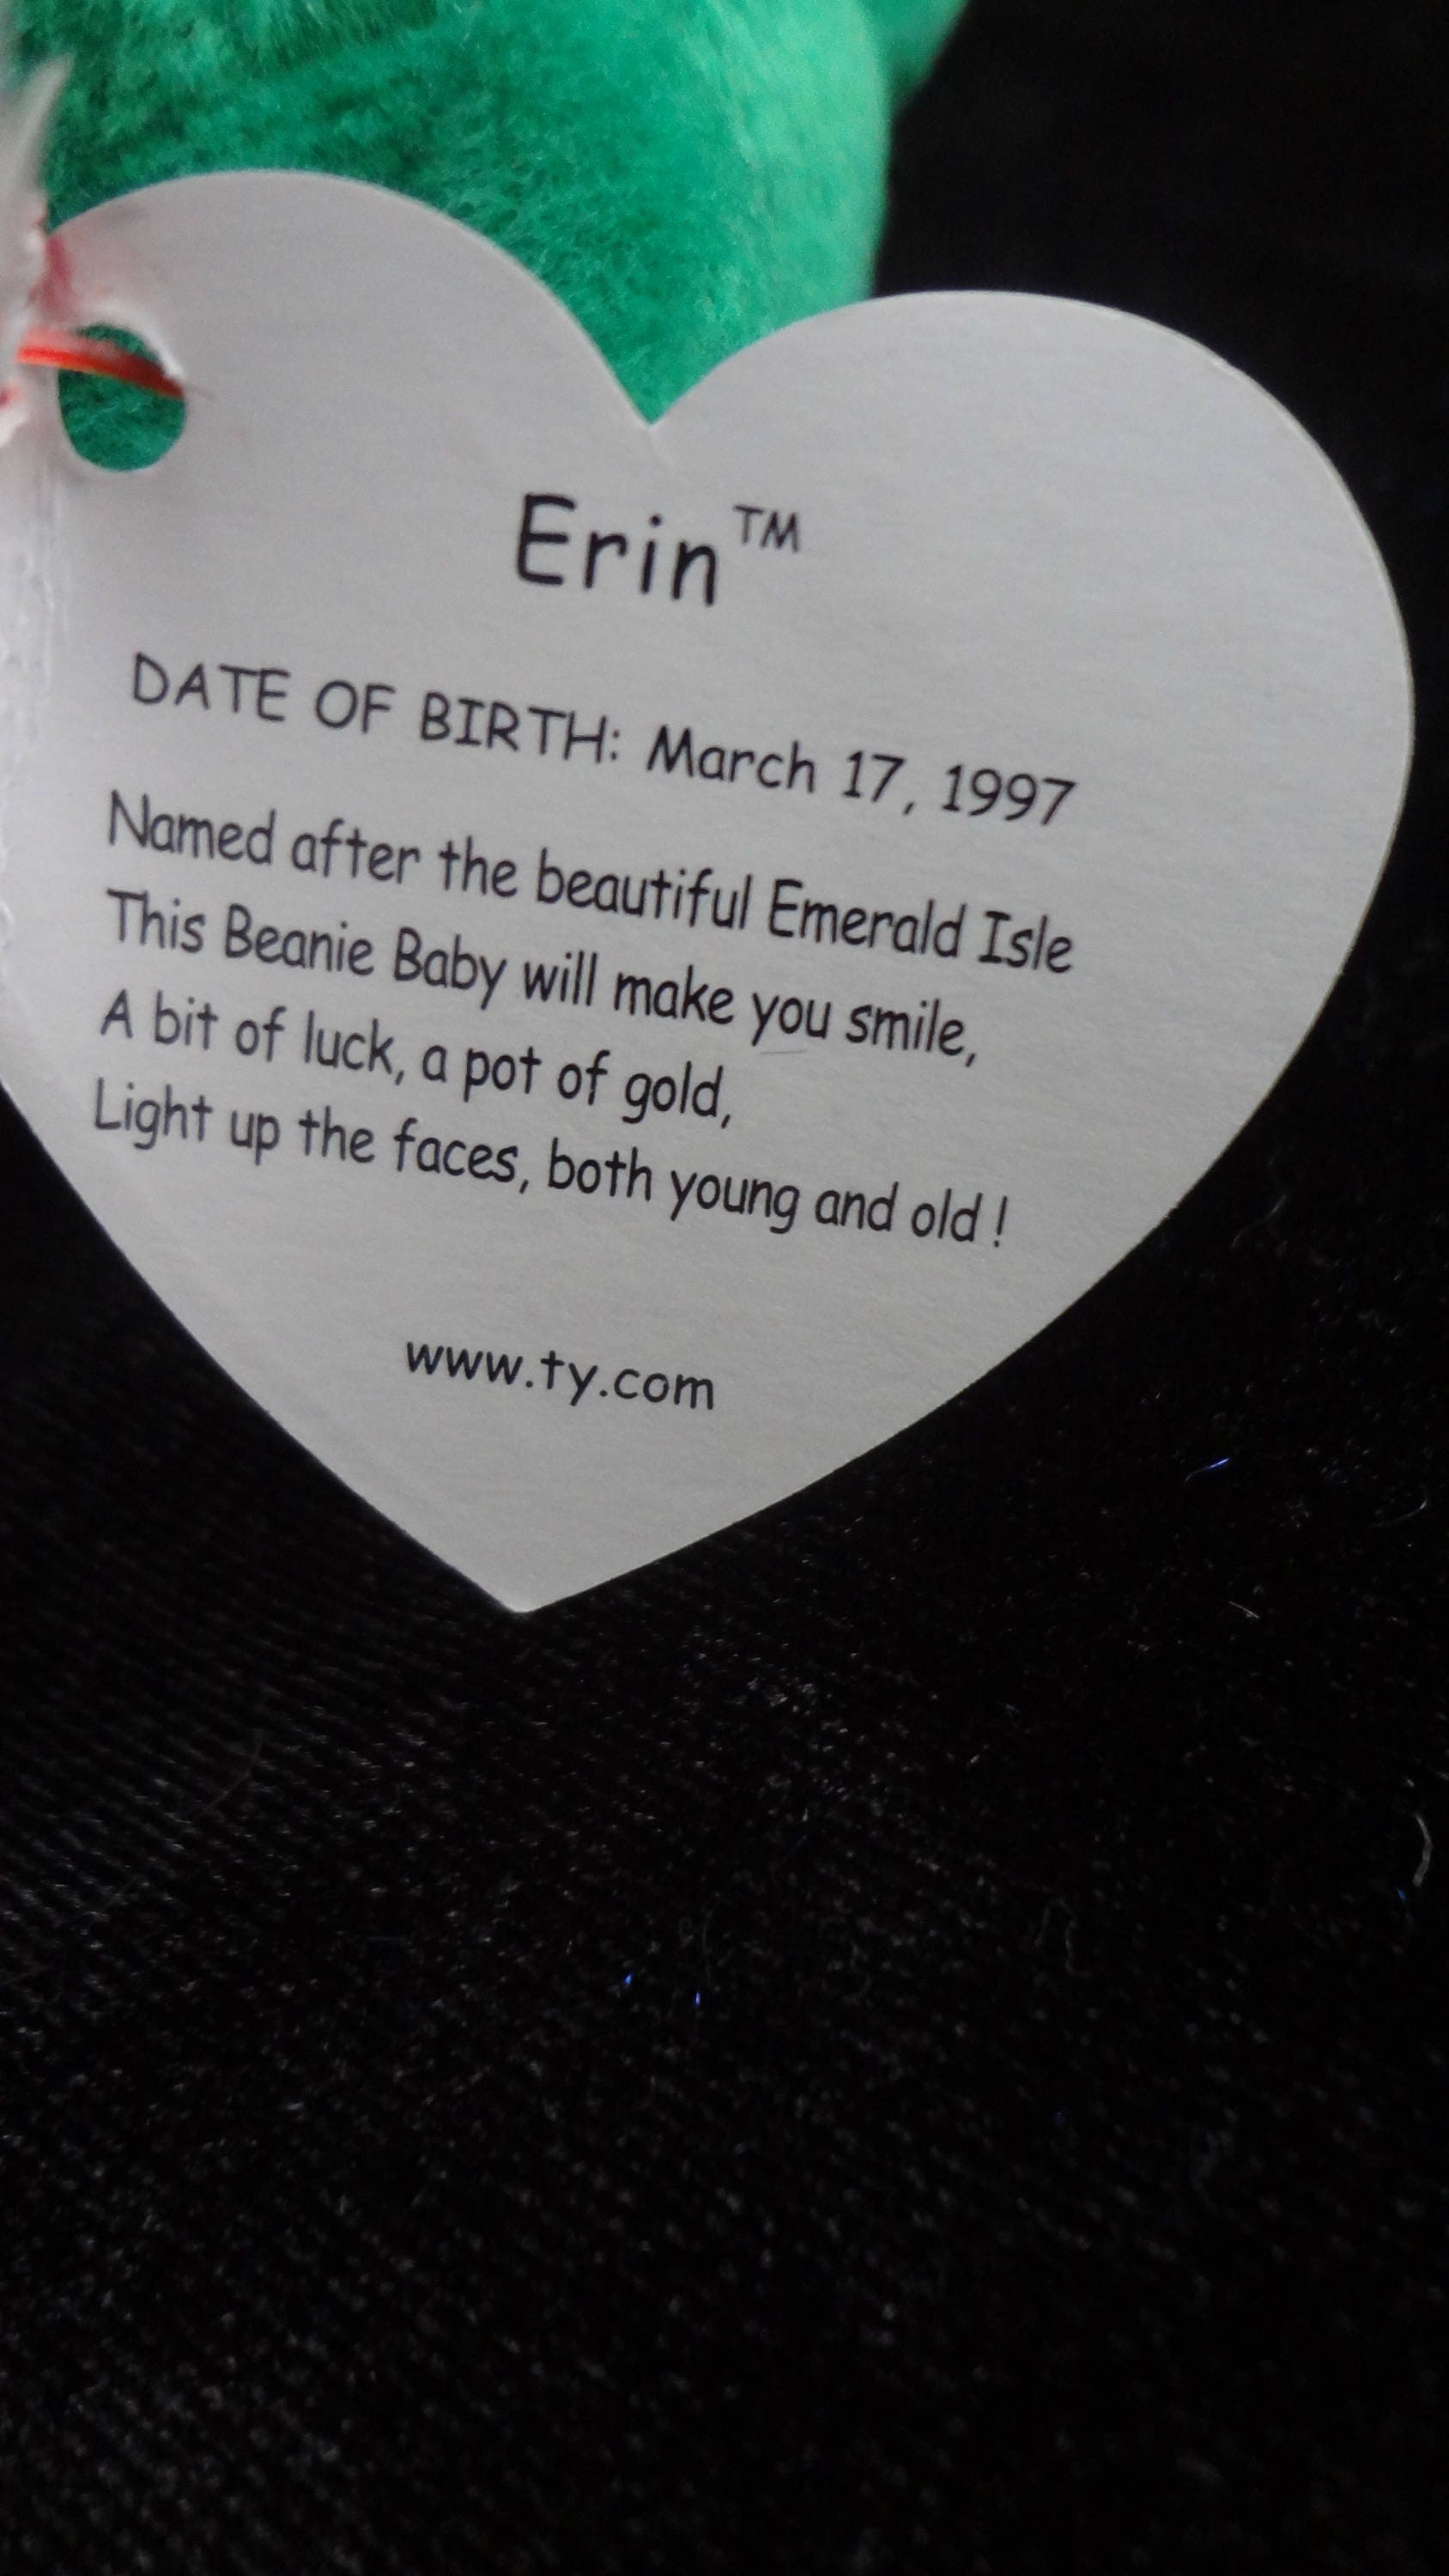 Erin™
DATE OF BIRTH: March 17, 1997
Named after the beautiful Emerald Isle
This Beanie Baby will make you smile,
A bit of luck, a pot of gold,
Light up the faces, both young and old !
www.ty.com